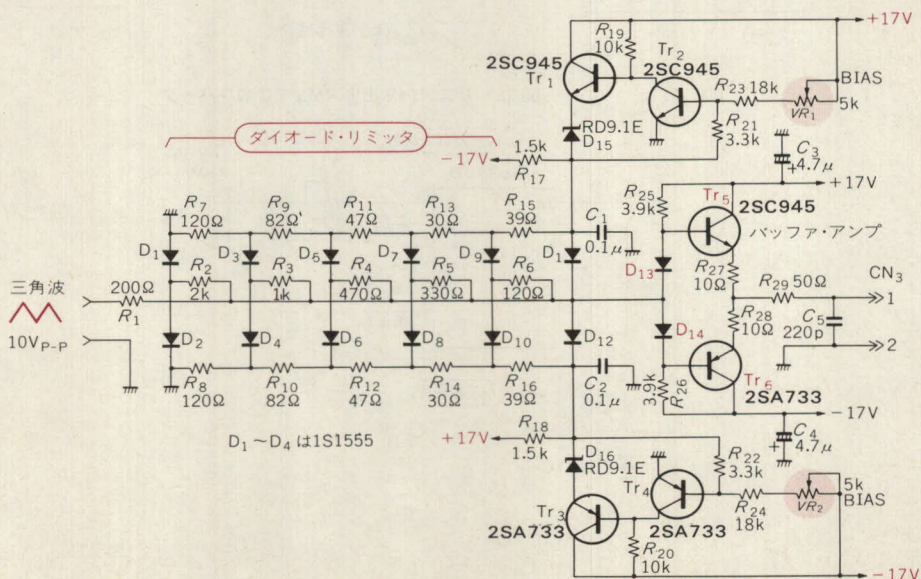 +17V
R19
10k
Tr2
2SC945
2SC945
Tr1
R23 18k
BIAS
5k
VR1
R21
3.3k
RD9.1E
D15
ダイオード・リミッタ
-17V
1.5k
R17
C3
4.7μ
+17V
R25
3.9k
Tr5
2SC945
バッファ・アンプ
R7
120Ω
R9
82Ω
R11
47Ω
R13
30Ω
R15
39Ω
C1
0.1μ
D1
D3
D5
D7
D9
D1
D13
R2
2k
R3
1k
R4
470Ω
R5
330Ω
R6
120Ω
R27
10Ω
R29 50Ω
CN3
1
三角波
200Ω
R1
10VP-P
D2
D4
D6
D8
D10
D12
D14
R28
10Ω
C5
220p
2
R8
120Ω
R10
82Ω
R12
47Ω
R14
30Ω
R16
39Ω
C2
0.1μ
3.9k
R26
Tr6
2SA733
-17V
C4
4.7μ
D1〜D4は1S1555
+17V
R18
1.5k
D16
RD9.1E
R22
3.3k
Tr4
2SA733
R24
18k
5k
BIAS
VR2
Tr3
2SA733
R20
10k
-17V